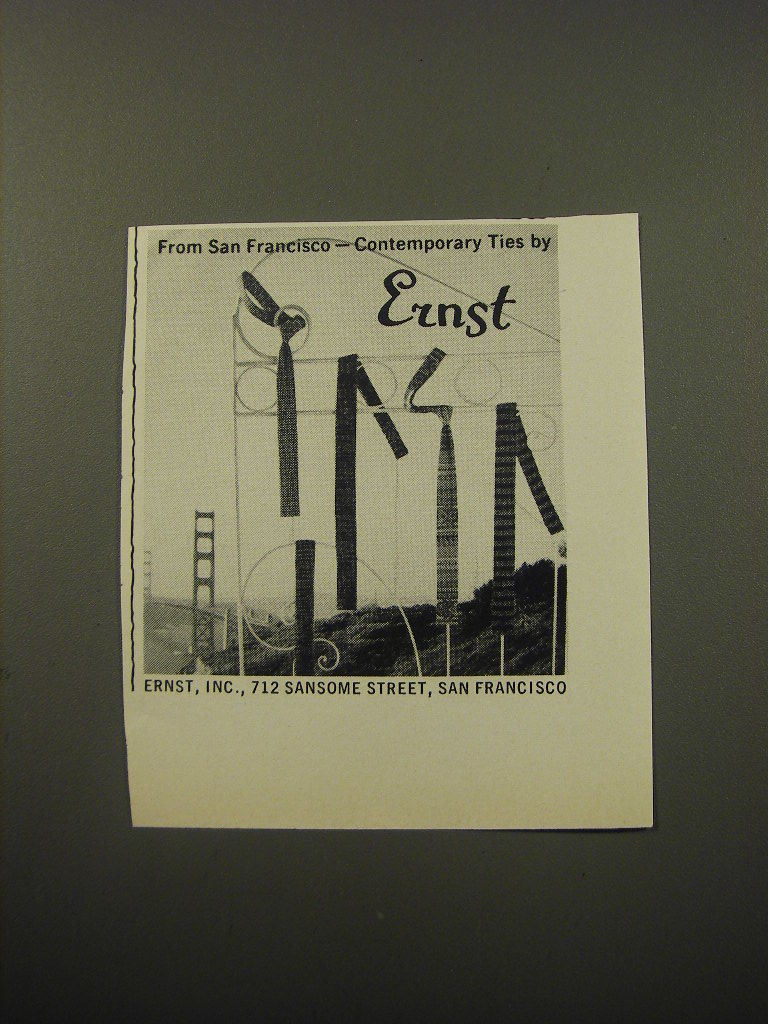 From San Francisco — Contemporary Ties by
Ernst
ERNST, INC., 712 SANSOME STREET, SAN FRANCISCO